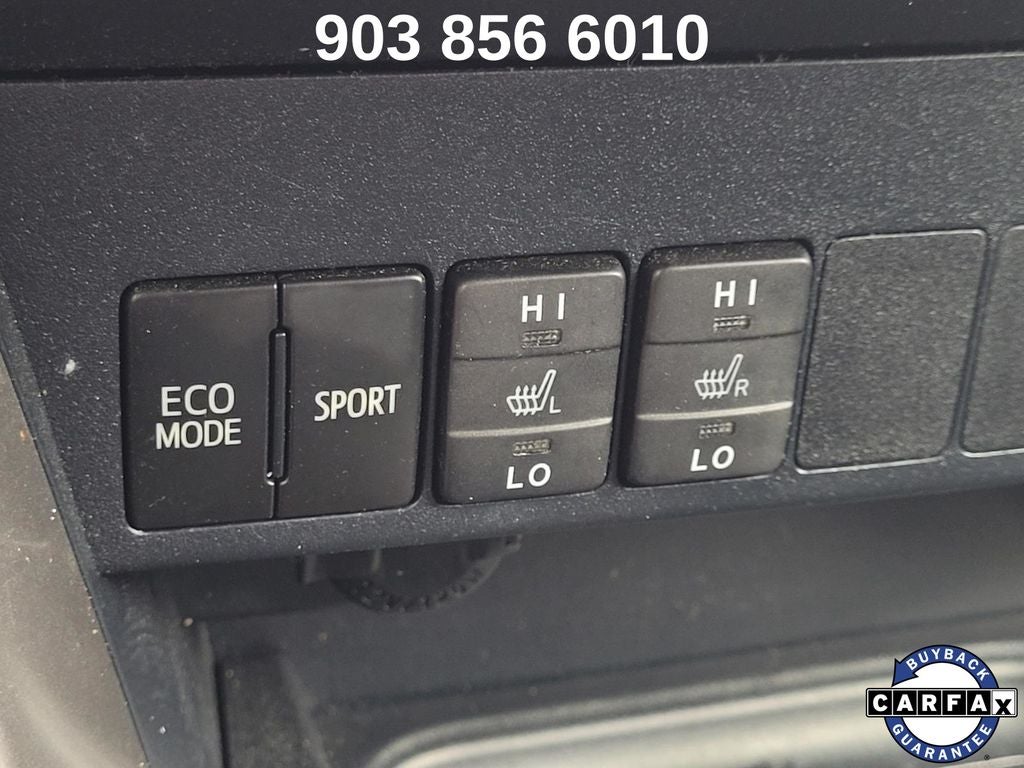 903 856 6010
HI
HI
ECO
MODE
SPORT
L
R
LO
LO
BUYBACK
CARFAX
GUARANTEE